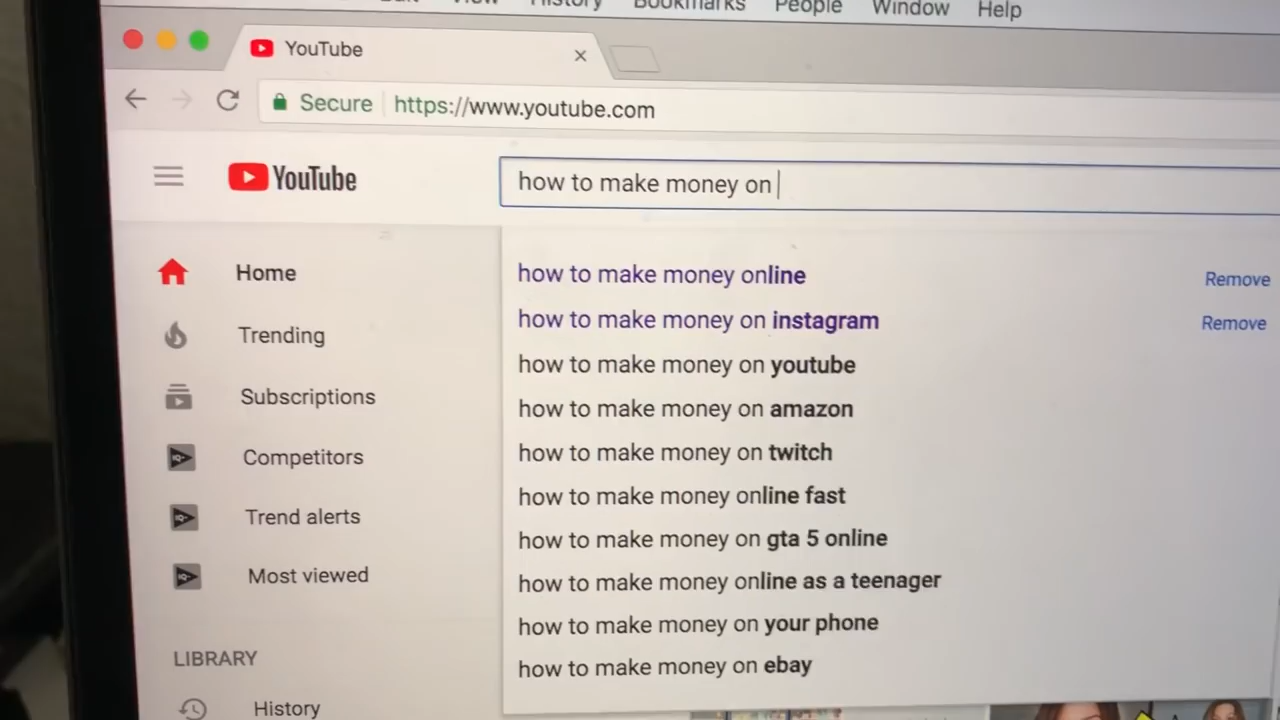 History Bookmarks People Window Help
YouTube
Secure https://www.youtube.com
YouTube how to make money on
Home
Trending
Subscriptions
Competitors
Trend alerts
Most viewed
LIBRARY
History
how to make money online Remove
how to make money on instagram Remove
how to make money on youtube
how to make money on amazon
how to make money on twitch
how to make money online fast
how to make money on gta 5 online
how to make money online as a teenager
how to make money on your phone
how to make money on ebay